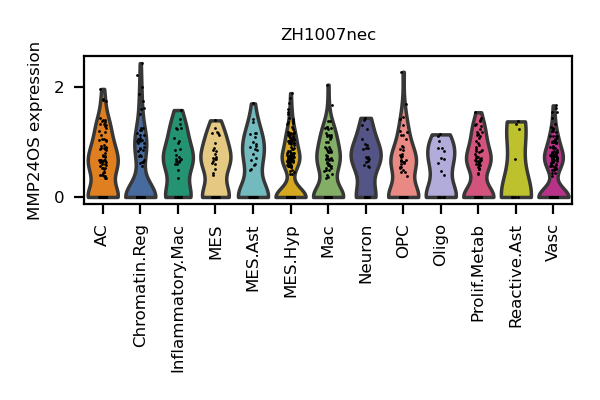 ZH1007nec
MMP24OS expression
2
0
AC
Chromatin.Reg
Inflammatory.Mac
MES
MES.Ast
MES.Hyp
Mac
Neuron
OPC
Oligo
Prolif.Metab
Reactive.Ast
Vasc